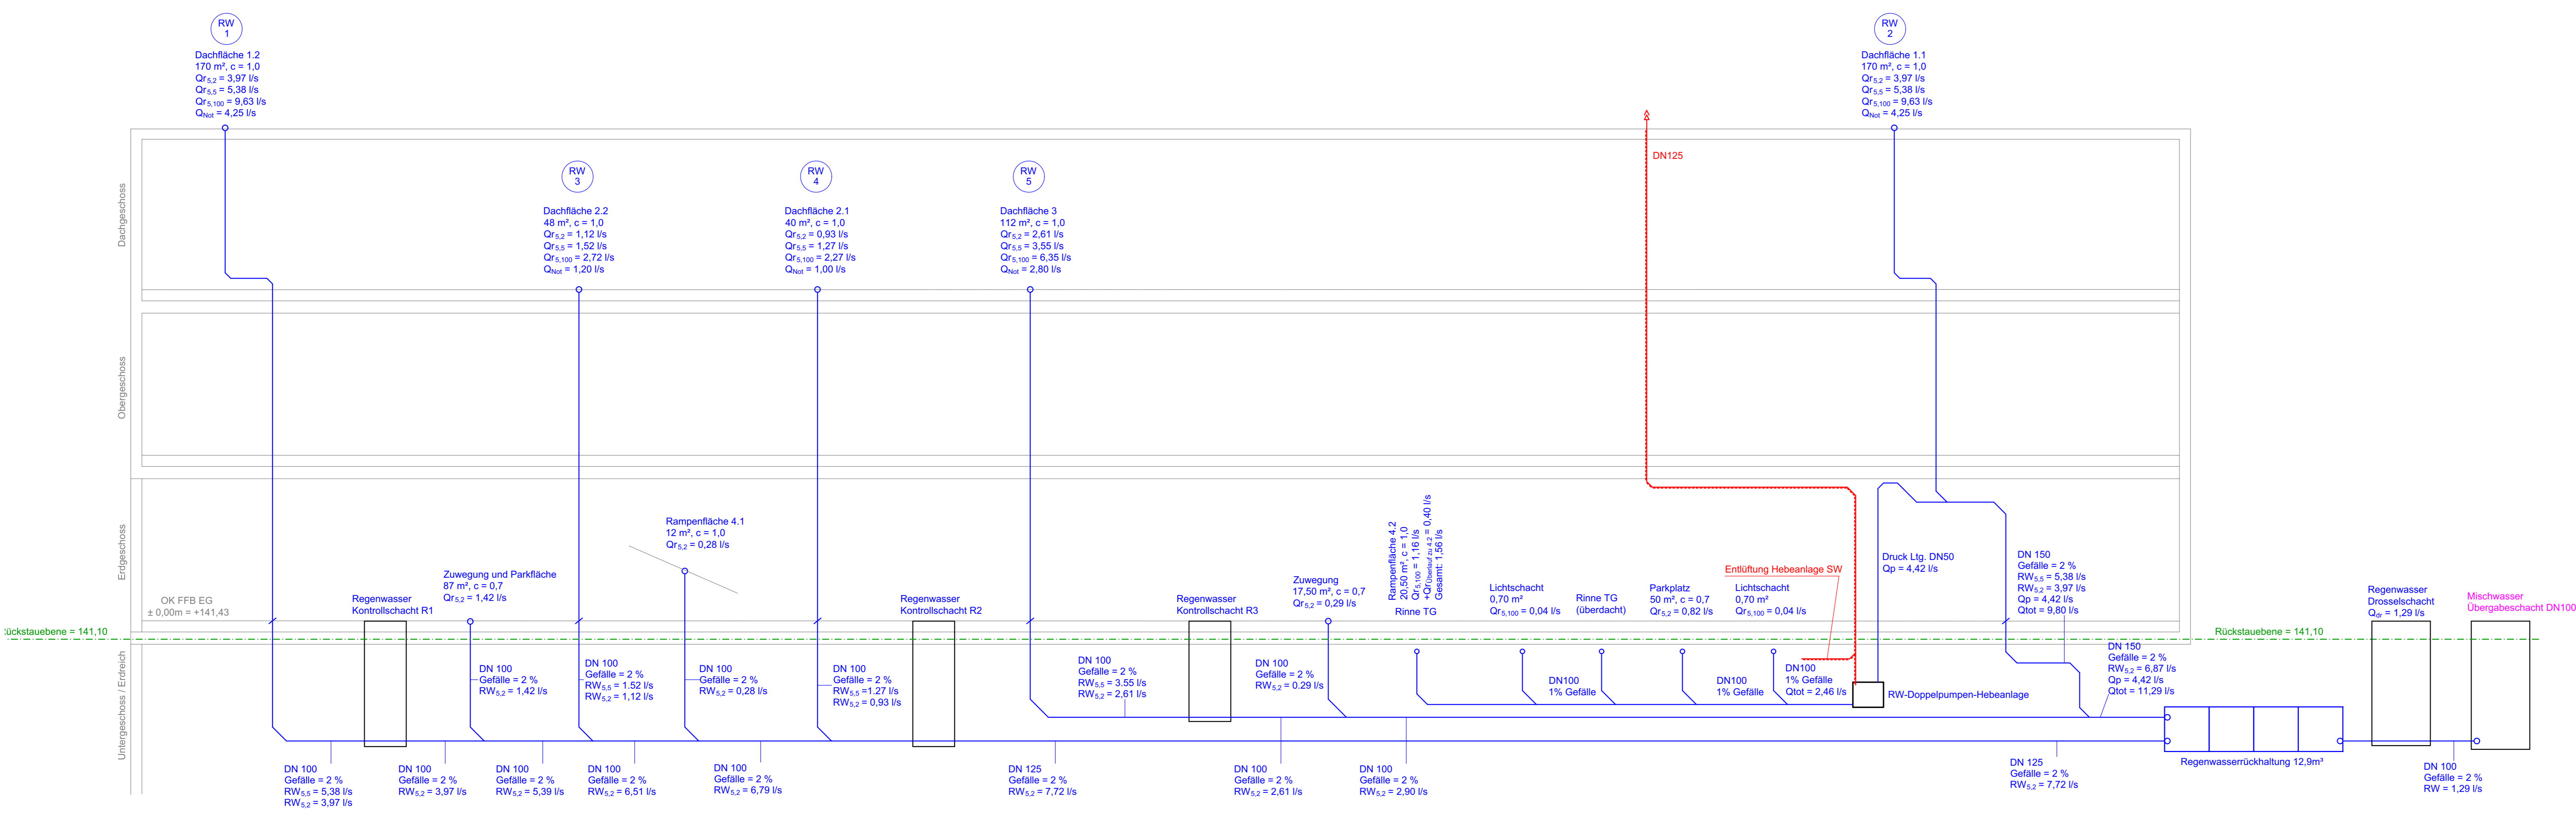 RW
1
Dachfläche 1.2
170 m², c = 1,0
Qr5,2 = 3,97 l/s
Qr5,5 = 5,38 l/s
Qr5,100 = 9,63 l/s
QNot = 4,25 l/s
RW
2
Dachfläche 1.1
170 m², c = 1,0
Qr5,2 = 3,97 l/s
Qr5,5 = 5,38 l/s
Qr5,100 = 9,63 l/s
QNot = 4,25 l/s
DN125
Dachgeschoss
RW
3
Dachfläche 2.2
48 m², c = 1,0
Qr5,2 = 1,12 l/s
Qr5,5 = 1,52 l/s
Qr5,100 = 2,72 l/s
QNot = 1,20 l/s
RW
4
Dachfläche 2.1
40 m², c = 1,0
Qr5,2 = 0,93 l/s
Qr5,5 = 1,27 l/s
Qr5,100 = 2,27 l/s
QNot = 1,00 l/s
RW
5
Dachfläche 3
112 m², c = 1,0
Qr5,2 = 2,61 l/s
Qr5,5 = 3,55 l/s
Qr5,100 = 6,35 l/s
QNot = 2,80 l/s
Obergeschoss
Erdgeschoss
OK FFB EG
± 0,00m = +141,43
Rückstauebene = 141,10
Regenwasser
Kontrollschacht R1
Zuwegung und Parkfläche
87 m², c = 0,7
Qr5,2 = 1,42 l/s
Rampenfläche 4.1
12 m², c = 1,0
Qr5,2 = 0,28 l/s
Regenwasser
Kontrollschacht R2
Regenwasser
Kontrollschacht R3
Zuwegung
17,50 m², c = 0,7
Qr5,2 = 0,29 l/s
Rampenfläche 4.2
20,50 m², c = 1,0
Qr5,100 = 1,16 l/s
+QrÜberlauf zu 4.2 = 0,40 l/s
Gesamt: 1,56 l/s
Rinne TG
Lichtschacht
0,70 m²
Qr5,100 = 0,04 l/s
Rinne TG
(überdacht)
Parkplatz
50 m², c = 0,7
Qr5,2 = 0,82 l/s
Entlüftung Hebeanlage SW
Lichtschacht
0,70 m²
Qr5,100 = 0,04 l/s
Druck Ltg. DN50
Qp = 4,42 l/s
DN 150
Gefälle = 2 %
RW5,5 = 5,38 l/s
RW5,2 = 3,97 l/s
Qp = 4,42 l/s
Qtot = 9,80 l/s
Rückstauebene = 141,10
Regenwasser
Drosselschacht
Qdr = 1,29 l/s
Mischwasser
Übergabeschacht DN1000
Untergeschoss / Erdreich
DN 100
Gefälle = 2 %
RW5,2 = 1,42 l/s
DN 100
Gefälle = 2 %
RW5,5 = 1.52 l/s
RW5,2 = 1,12 l/s
DN 100
Gefälle = 2 %
RW5,2 = 0,28 l/s
DN 100
Gefälle = 2 %
RW5,5 =1.27 l/s
RW5,2 = 0,93 l/s
DN 100
Gefälle = 2 %
RW5,5 = 3.55 l/s
RW5,2 = 2,61 l/s
DN 100
Gefälle = 2 %
RW5,2 = 0.29 l/s
DN100
1% Gefälle
DN100
1% Gefälle
DN100
1% Gefälle
Qtot = 2,46 l/s
RW-Doppelpumpen-Hebeanlage
DN 150
Gefälle = 2 %
RW5,2 = 6,87 l/s
Qp = 4,42 l/s
Qtot = 11,29 l/s
DN 100
Gefälle = 2 %
RW5,5 = 5,38 l/s
RW5,2 = 3,97 l/s
DN 100
Gefälle = 2 %
RW5,2 = 3,97 l/s
DN 100
Gefälle = 2 %
RW5,2 = 5,39 l/s
DN 100
Gefälle = 2 %
RW5,2 = 6,51 l/s
DN 100
Gefälle = 2 %
RW5,2 = 6,79 l/s
DN 125
Gefälle = 2 %
RW5,2 = 7,72 l/s
DN 100
Gefälle = 2 %
RW5,2 = 2,61 l/s
DN 100
Gefälle = 2 %
RW5,2 = 2,90 l/s
DN 125
Gefälle = 2 %
RW5,2 = 7,72 l/s
Regenwasserrückhaltung 12,9m³
DN 100
Gefälle = 2 %
RW = 1,29 l/s